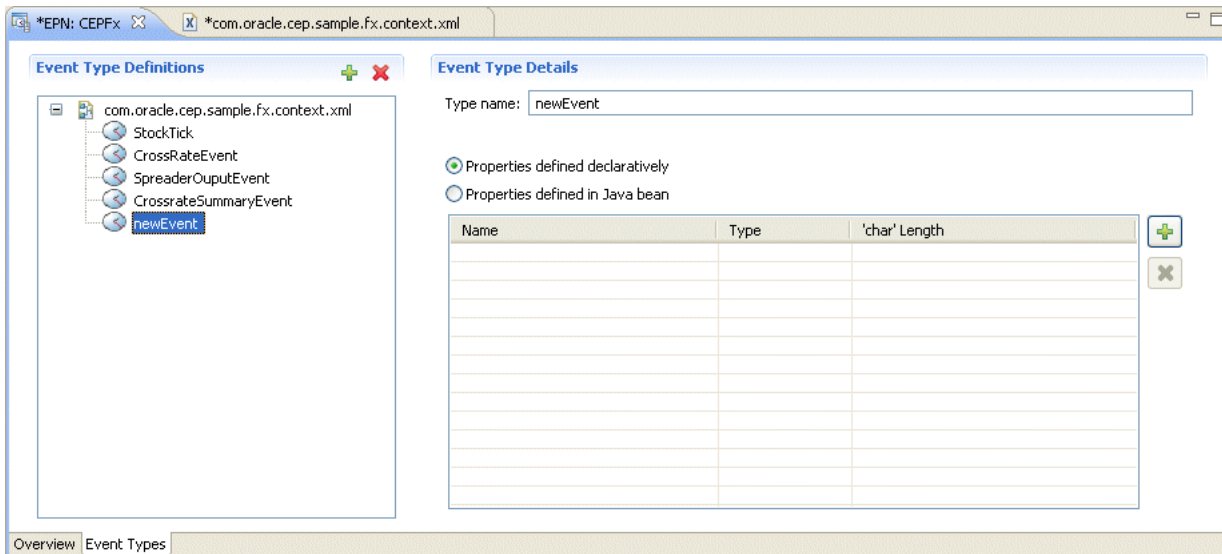 *EPN: CEPFx
*com.oracle.cep.sample.fx.context.xml
Event Type Definitions
com.oracle.cep.sample.fx.context.xml
StockTick
CrossRateEvent
SpreaderOuputEvent
CrossrateSummaryEvent
newEvent
Event Type Details
Type name: newEvent
Properties defined declaratively
Properties defined in Java bean
Name Type 'char' Length
Overview Event Types